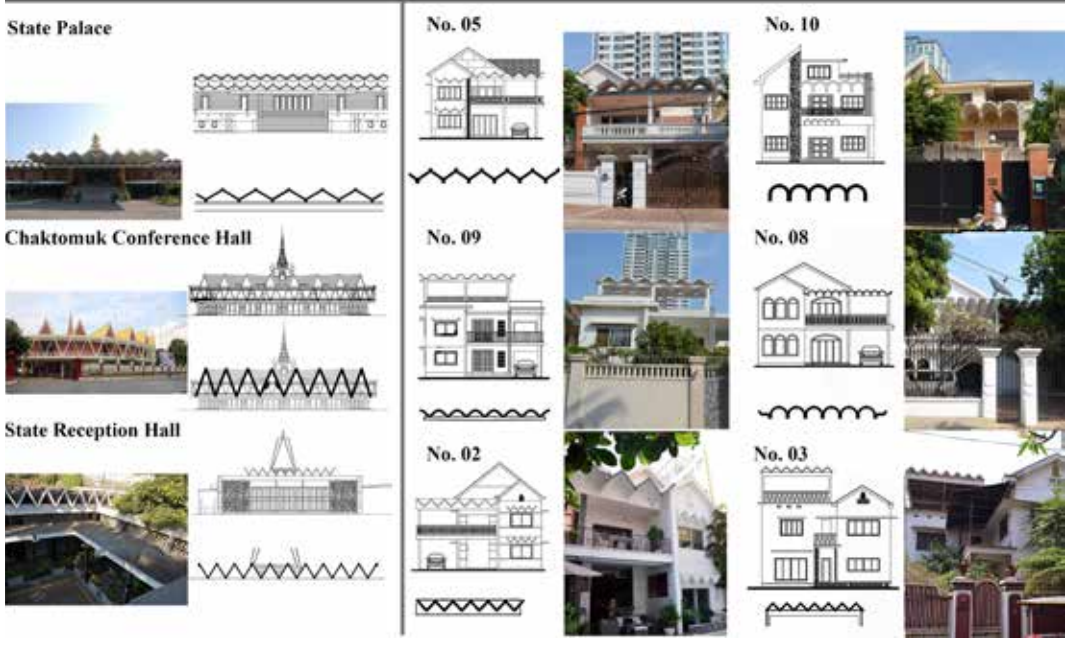 State Palace
Chaktomuk Conference Hall
State Reception Hall
No. 05
No. 10
No. 09
No. 08
No. 02
No. 03